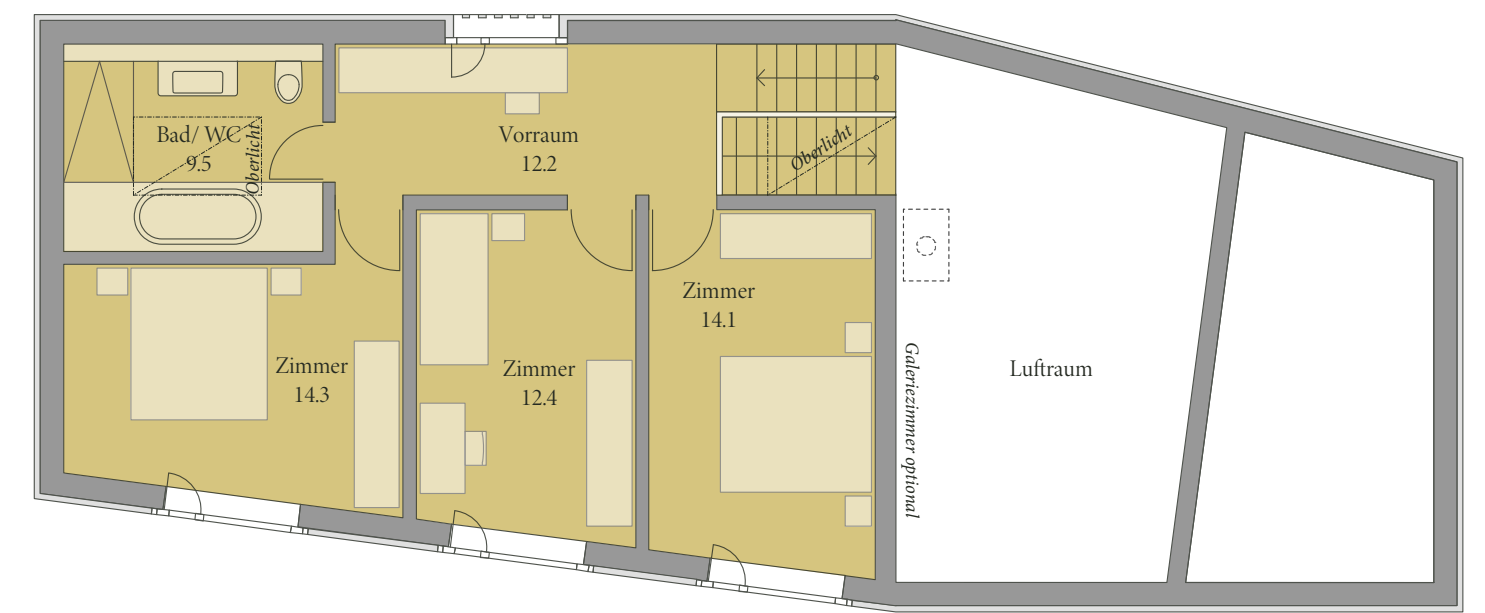 Bad/ WC
9.5
Oberlicht
Vorraum
12.2
Oberlicht
Zimmer
14.3
Zimmer
12.4
Zimmer
14.1
Galeriezimmer optional
Luftraum